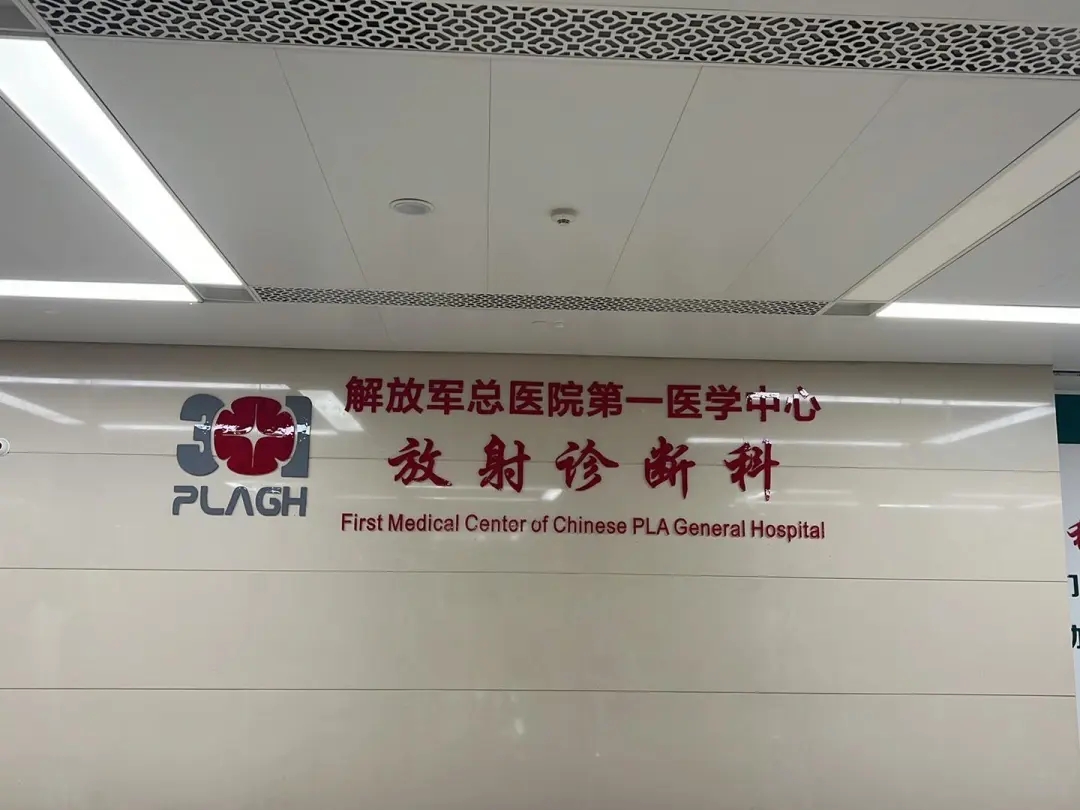 301
PLAGH
解放军总医院第一医学中心
放射诊断科
First Medical Center of Chinese PLA General Hospital